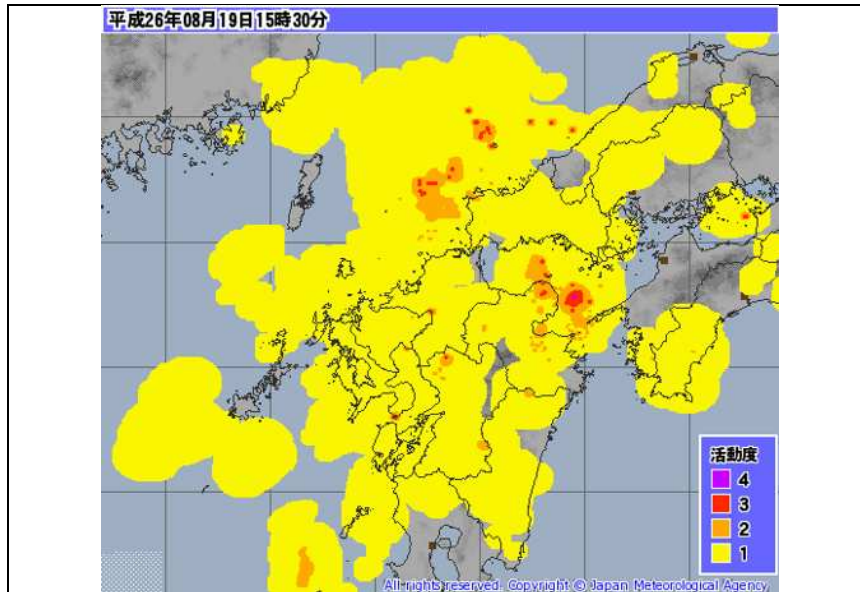 平成26年08月19日15時30分
活動度
4
3
2
1
All rights reserved. Copyright © Japan Meteorological Agency